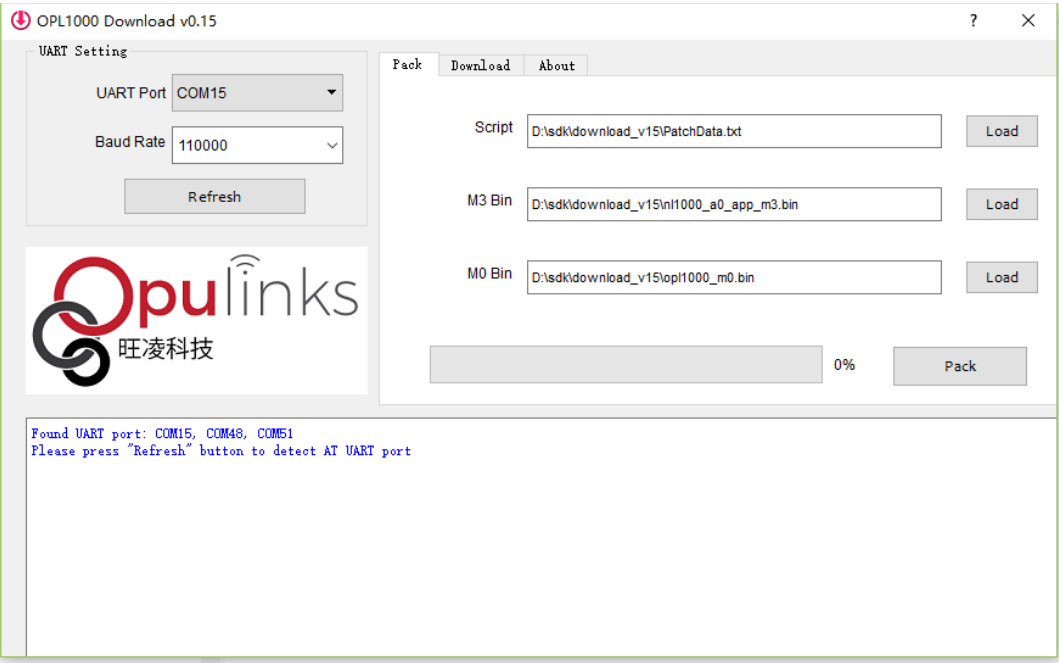 OPL1000 Download v0.15
?
UART Setting
UART Port COM15
Baud Rate 110000
Refresh
Opulinks
旺凌科技
Pack Download About
Script D:\sdk\download_v15\PatchData.txt Load
M3 Bin D:\sdk\download_v15\nl1000_a0_app_m3.bin Load
M0 Bin D:\sdk\download_v15\opl1000_m0.bin Load
0% Pack
Found UART port: COM15, COM48, COM51
Please press "Refresh" button to detect AT UART port